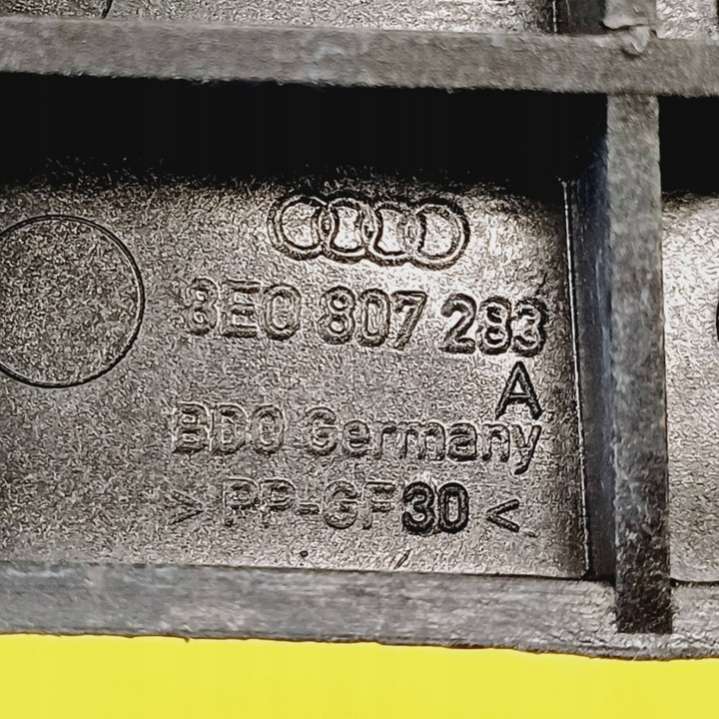 8E0 807 283
A
BDO Germany
> PP-GF30 <